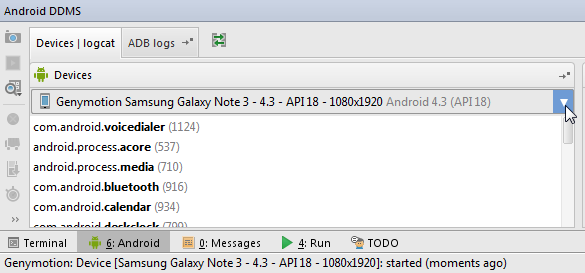 Android DDMS
Devices | logcat ADB logs
Devices
Genymotion Samsung Galaxy Note 3 - 4.3 - API 18 - 1080x1920 Android 4.3 (API 18)
com.android.voicedialer (1124)
android.process.acore (537)
android.process.media (710)
com.android.bluetooth (916)
com.android.calendar (934)
com.android.deskclock (799)
Terminal 6: Android 0: Messages 4: Run TODO
Genymotion: Device [Samsung Galaxy Note 3 - 4.3 - API 18 - 1080x1920]: started (moments ago)